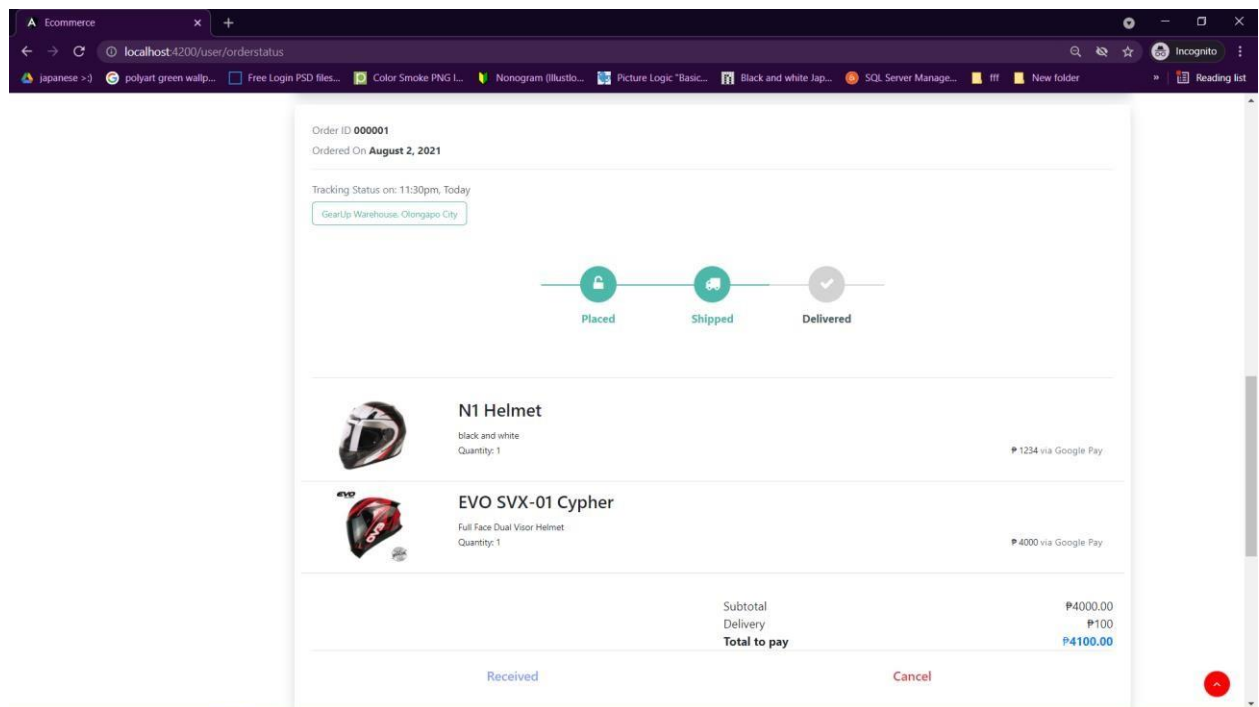 Ecommerce
localhost:4200/user/orderstatus
Incognito
japanese >:)
polyart green wallp...
Free Login PSD files...
Color Smoke PNG I...
Nonogram (Illustlo...
Picture Logic "Basic...
Black and white Jap...
SQL Server Manage...
fff
New folder
»
Reading list
Order ID 000001
Ordered On August 2, 2021
Tracking Status on: 11:30pm, Today
GearUp Warehouse, Olongapo City
Placed
Shipped
Delivered
N1 Helmet
black and white
Quantity: 1
₱ 1234 via Google Pay
EVO
EVO SVX-01 Cypher
Full Face Dual Visor Helmet
Quantity: 1
₱ 4000 via Google Pay
Subtotal ₱4000.00
Delivery ₱100
Total to pay ₱4100.00
Received
Cancel